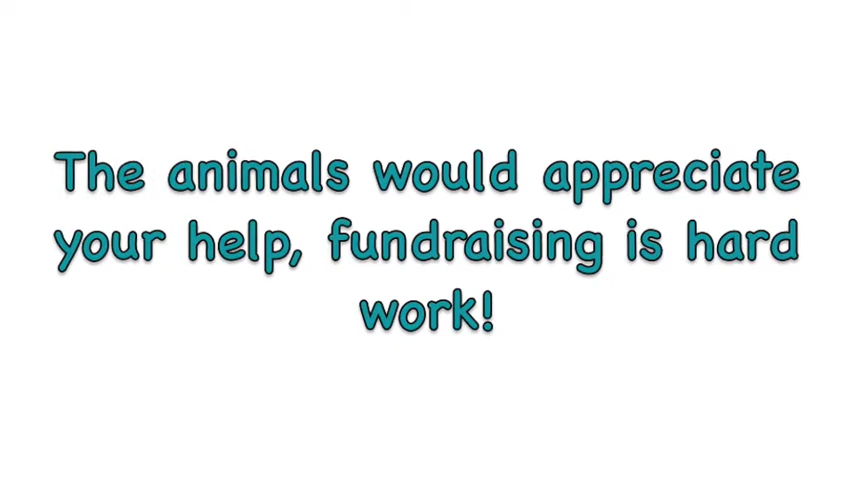 The animals would appreciate
your help, fundraising is hard
work!